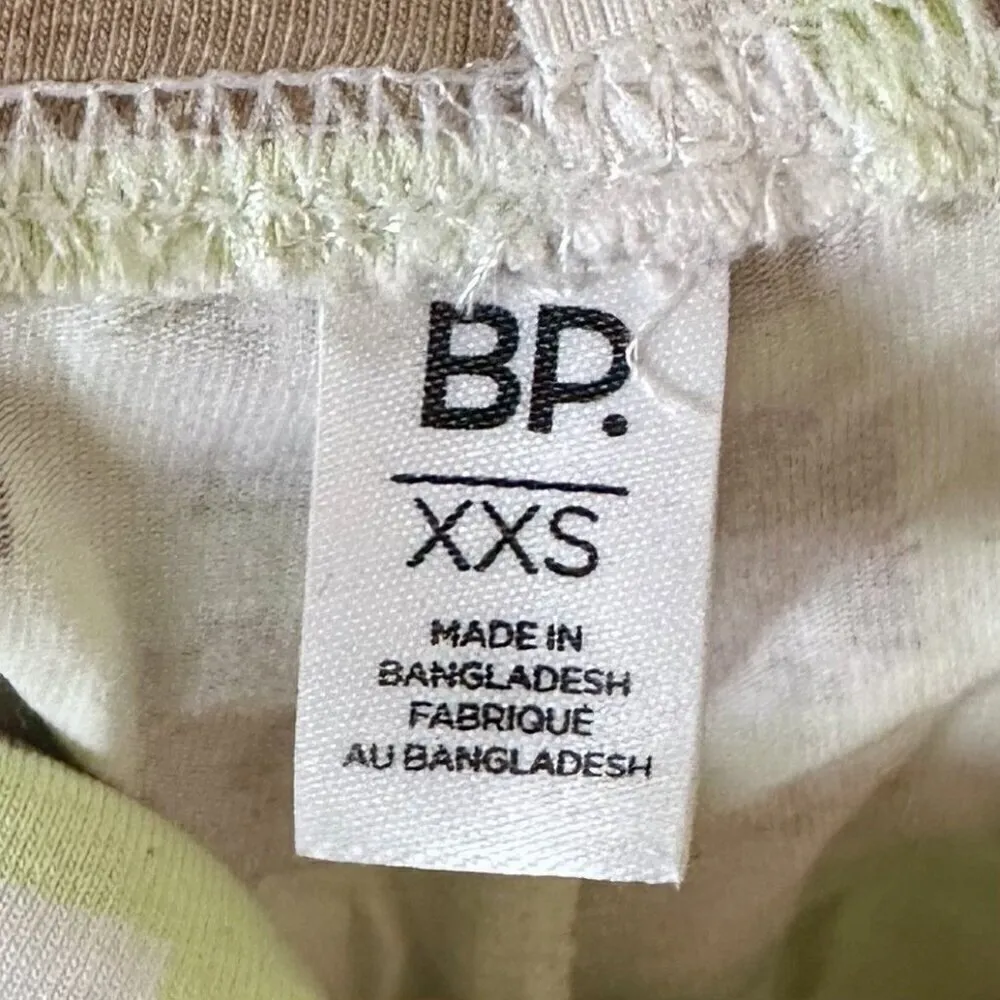 BP.
XXS
MADE IN
BANGLADESH
FABRIQUÉ
AU BANGLADESH